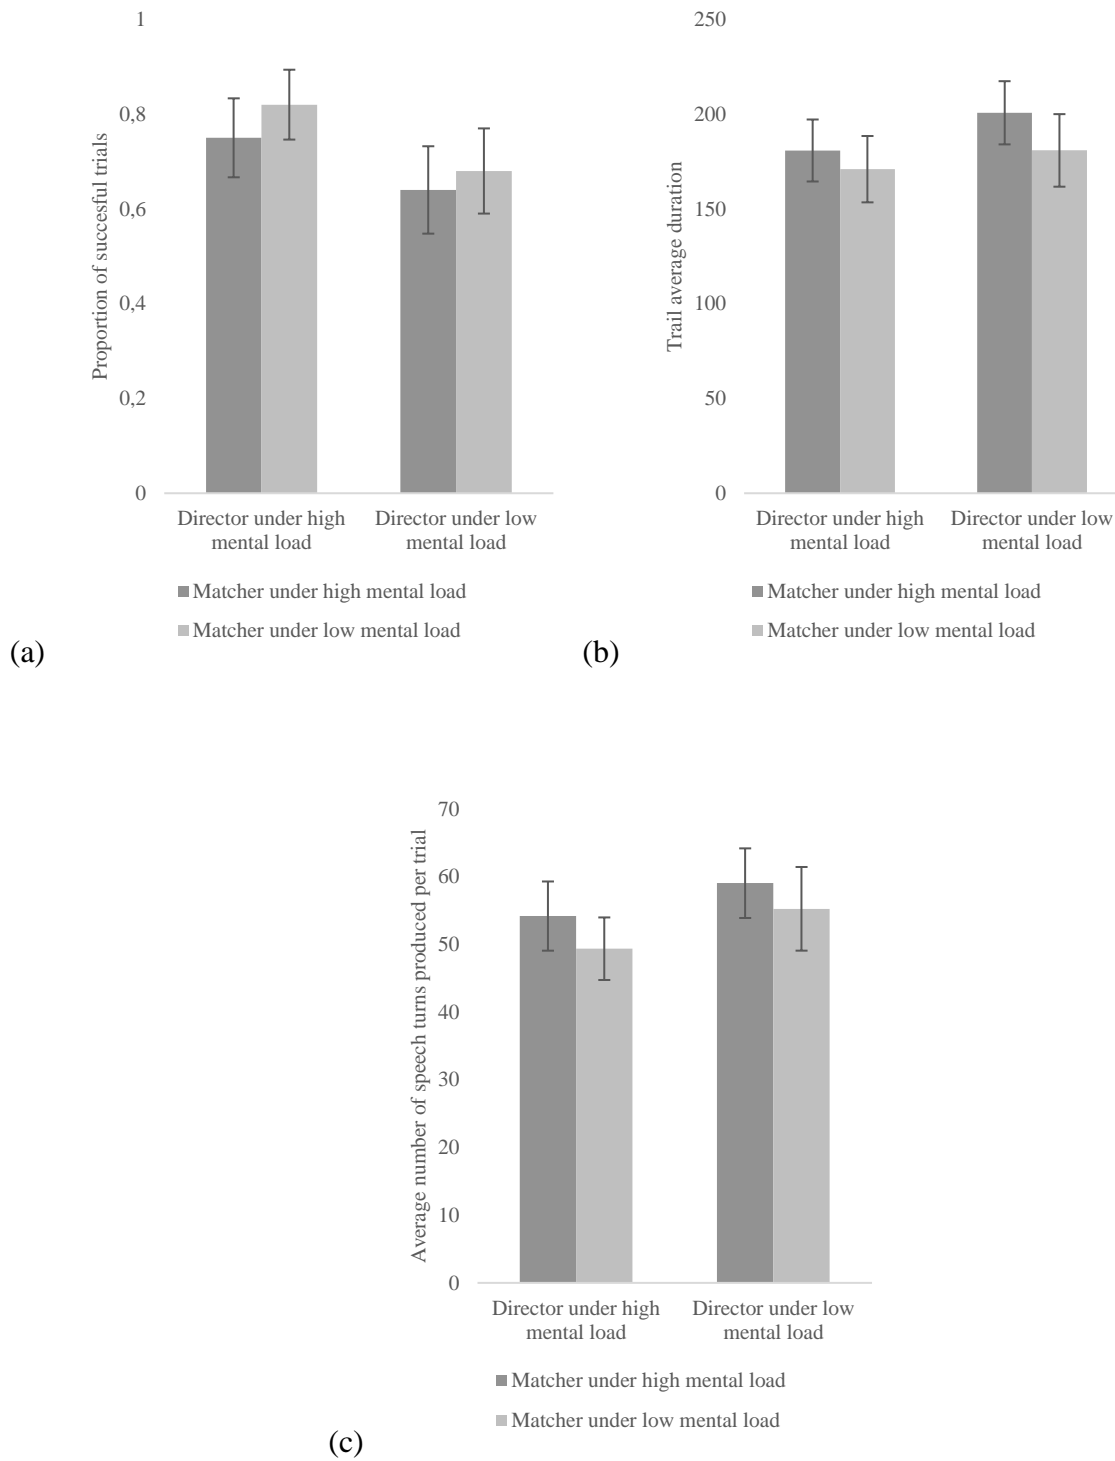 1
0,8
0,6
0,4
0,2
0
Proportion of succesful trials
Director under high
mental load
Director under low
mental load
Matcher under high mental load
Matcher under low mental load
(a)
250
200
150
100
50
0
Trail average duration
Director under high
mental load
Director under low
mental load
Matcher under high mental load
Matcher under low mental load
(b)
70
60
50
40
30
20
10
0
Average number of speech turns produced per trial
Director under high
mental load
Director under low
mental load
Matcher under high mental load
Matcher under low mental load
(c)